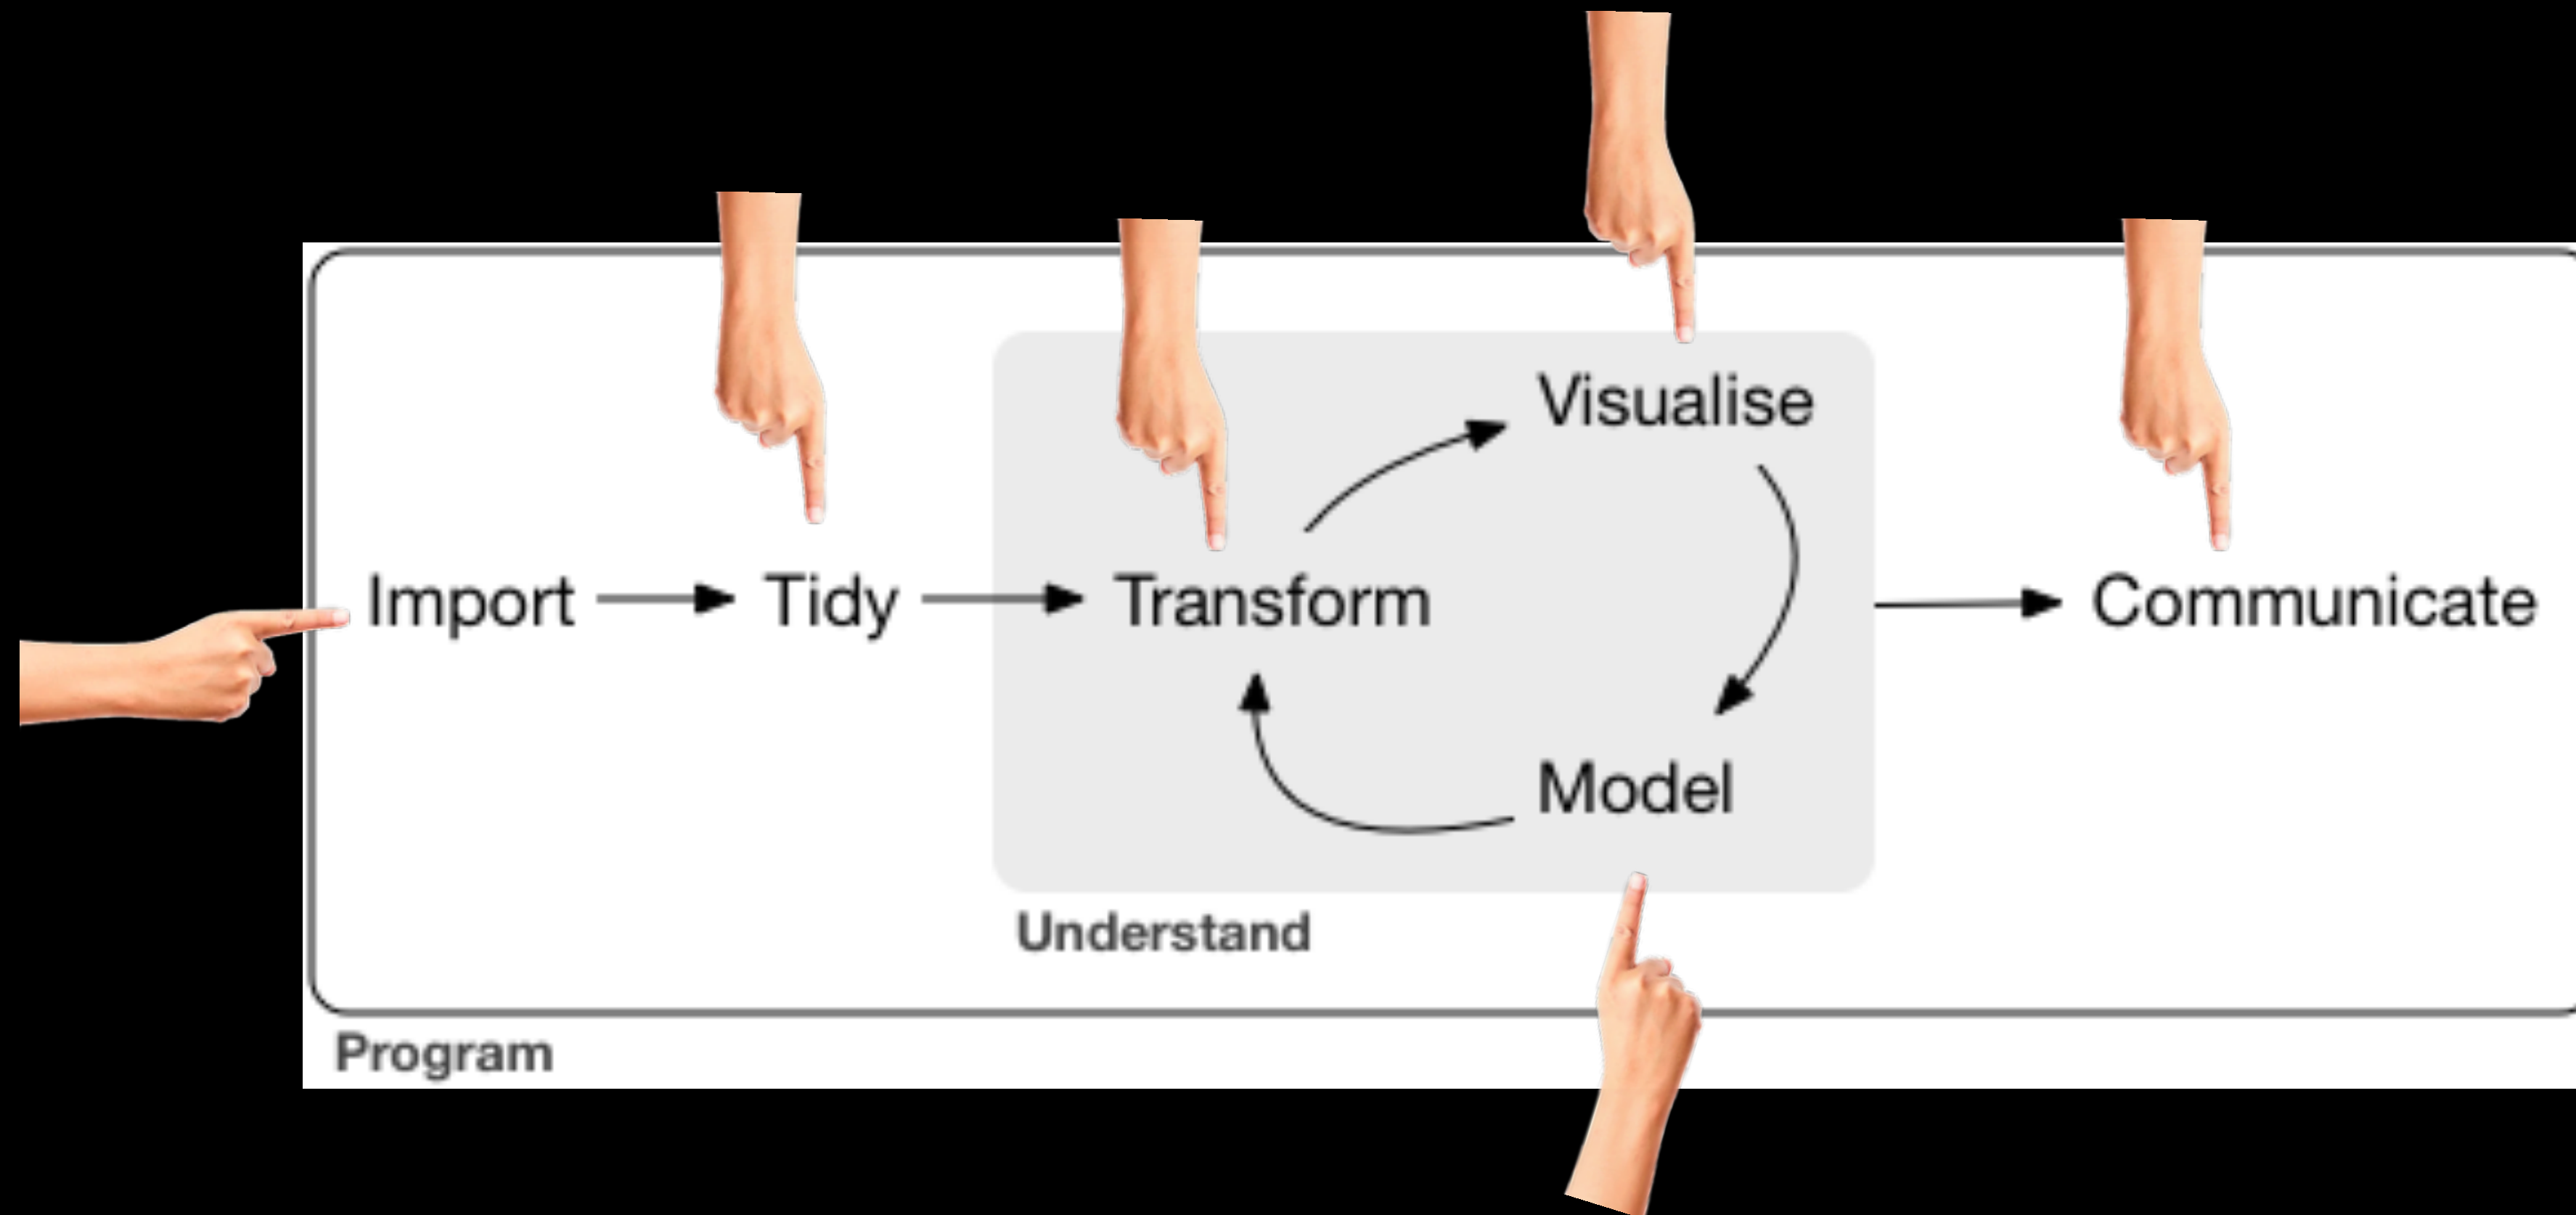 Visualise
Import
Tidy
Transform
Communicate
Model
Understand
Program